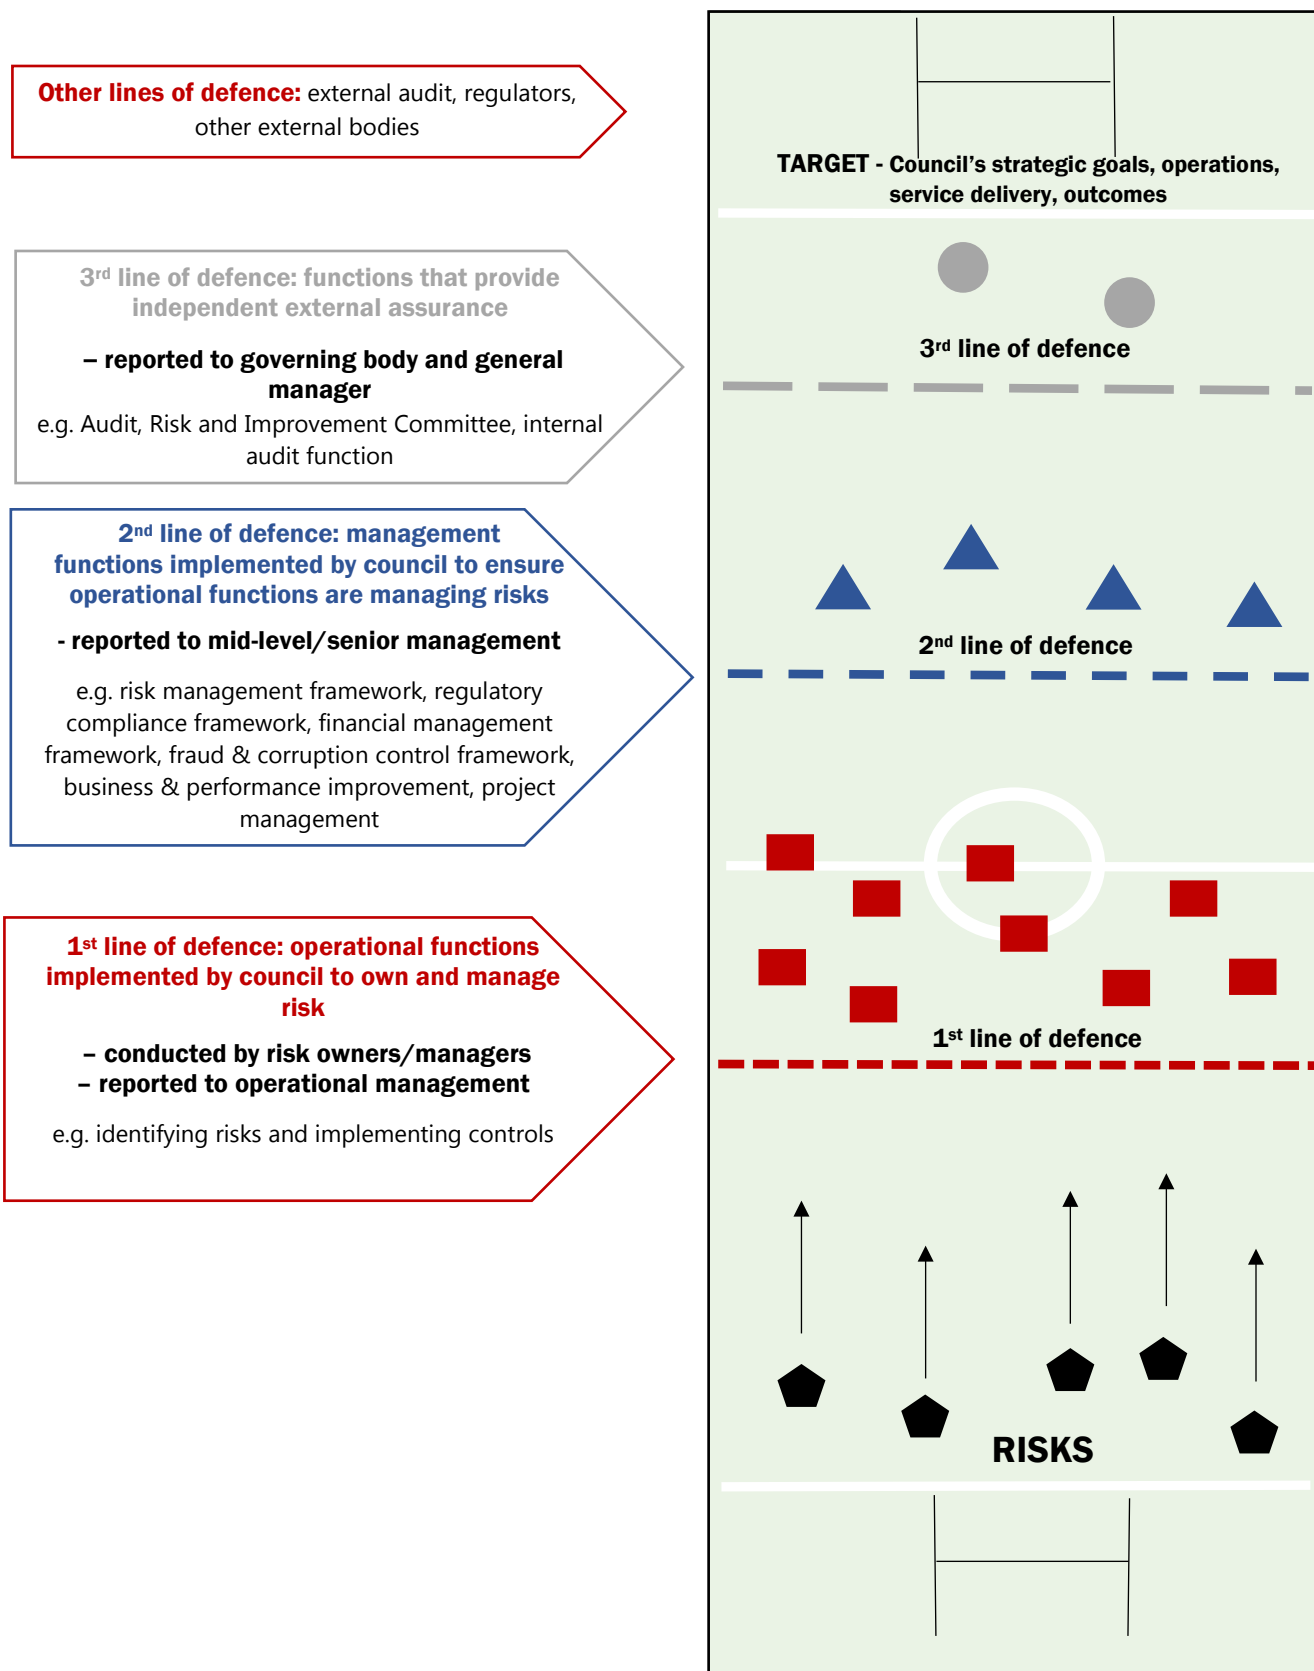 Other lines of defence: external audit, regulators,
other external bodies
3rd line of defence: functions that provide
independent external assurance
– reported to governing body and general
manager
e.g. Audit, Risk and Improvement Committee, internal
audit function
2nd line of defence: management
functions implemented by council to ensure
operational functions are managing risks
- reported to mid-level/senior management
e.g. risk management framework, regulatory
compliance framework, financial management
framework, fraud & corruption control framework,
business & performance improvement, project
management
1st line of defence: operational functions
implemented by council to own and manage
risk
– conducted by risk owners/managers
– reported to operational management
e.g. identifying risks and implementing controls
TARGET - Council’s strategic goals, operations,
service delivery, outcomes
3rd line of defence
2nd line of defence
1st line of defence
RISKS